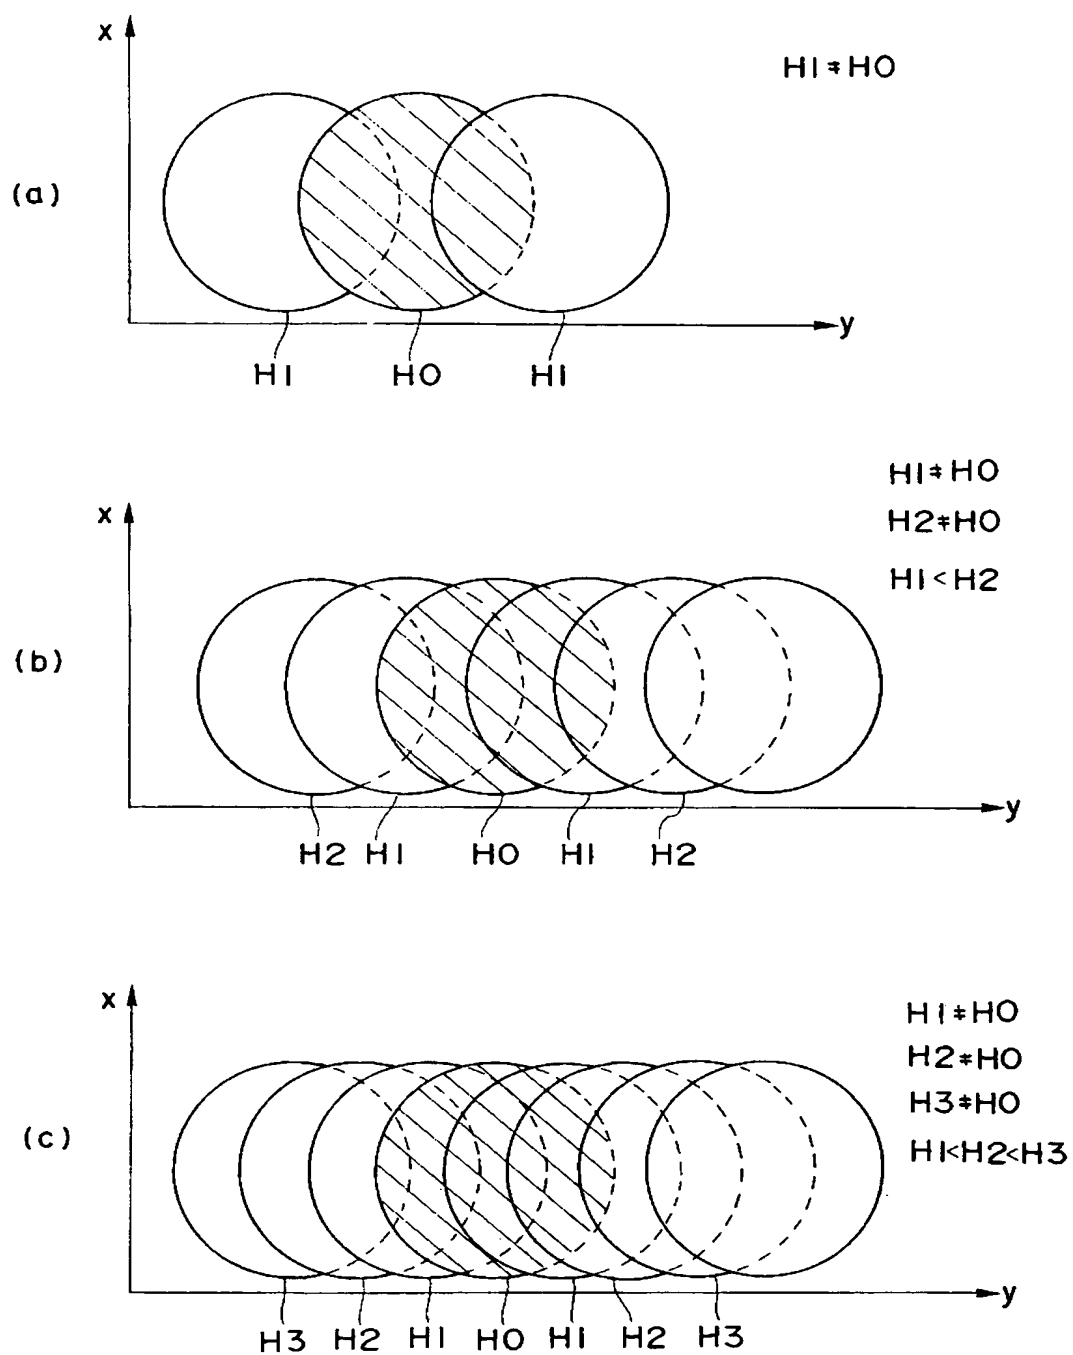 x
H1≠H0
(a)
y
H1 H0 H1
H1≠H0
x
H2≠H0
H1<H2
(b)
y
H2 H1 H0 H1 H2
x
H1≠H0
H2≠H0
H3≠H0
(c)
H1<H2<H3
y
H3 H2 H1 H0 H1 H2 H3